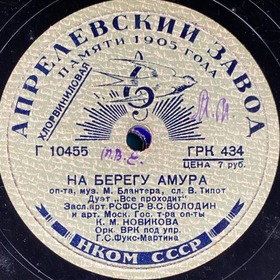 АПРЕЛЕВСКИЙ ЗАВОД
ПАМЯТИ 1905 ГОДА
ХЛОРВИНИЛОВАЯ
Г 10455
ГРК 434
ЦЕНА 7 руб.
НА БЕРЕГУ АМУРА
оп-та, муз. М. Блантера, сл. В. Типот
Дуэт „Все проходит"
Засл. арт. РСФСР В. С. ВОЛОДИН
и арт. Моск. Гос. т-ра оп-ты
К. М. НОВИКОВА
Орк. ВРК под упр.
Г. С. Фукс-Мартина
НКОМ СССР